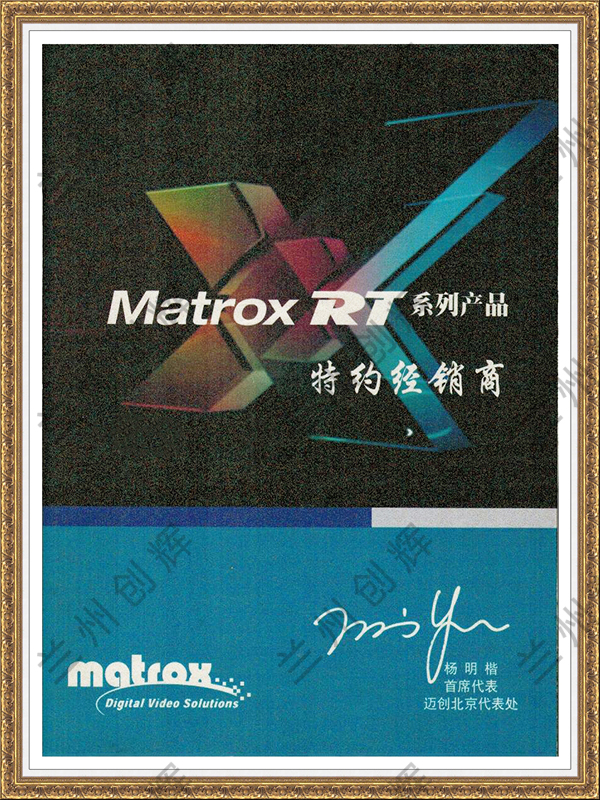 Matrox RT 系列产品
特约经销商
matrox
Digital Video Solutions
杨明楷
首席代表
迈创北京代表处
兰州创辉